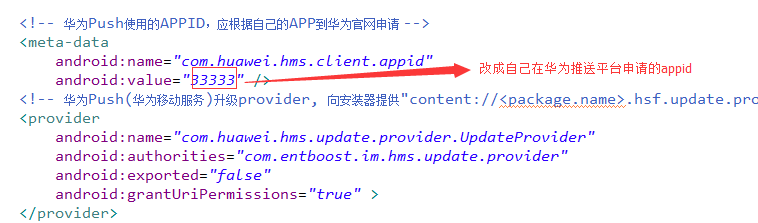 <!-- 华为Push使用的APPID，应根据自己的APP到华为官网申请 -->
<meta-data
android:name="com.huawei.hms.client.appid"
android:value="33333" /> 改成自己在华为推送平台申请的appid
<!-- 华为Push(华为移动服务)升级provider, 向安装器提供"content://<package.name>.hsf.update.pro
<provider
android:name="com.huawei.hms.update.provider.UpdateProvider"
android:authorities="com.entboost.im.hms.update.provider"
android:exported="false"
android:grantUriPermissions="true" >
</provider>